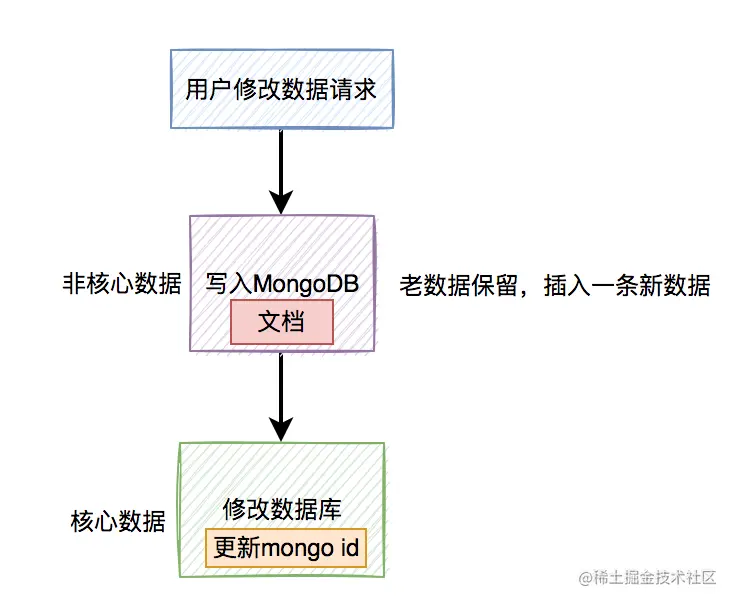 用户修改数据请求
非核心数据
写入MongoDB
文档
老数据保留，插入一条新数据
核心数据
修改数据库
更新mongo id
@稀土掘金技术社区